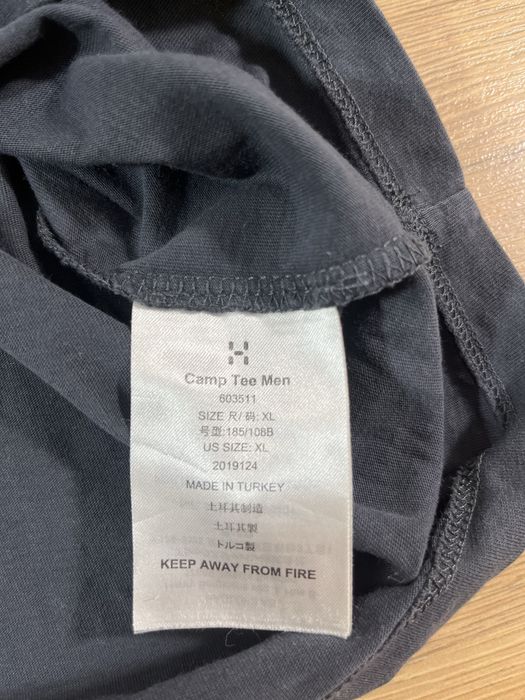 Camp Tee Men
603511
SIZE 尺/ 码: XL
号型:185/108B
US SIZE: XL
2019124
MADE IN TURKEY
土耳其制造
土耳其製
トルコ製
KEEP AWAY FROM FIRE